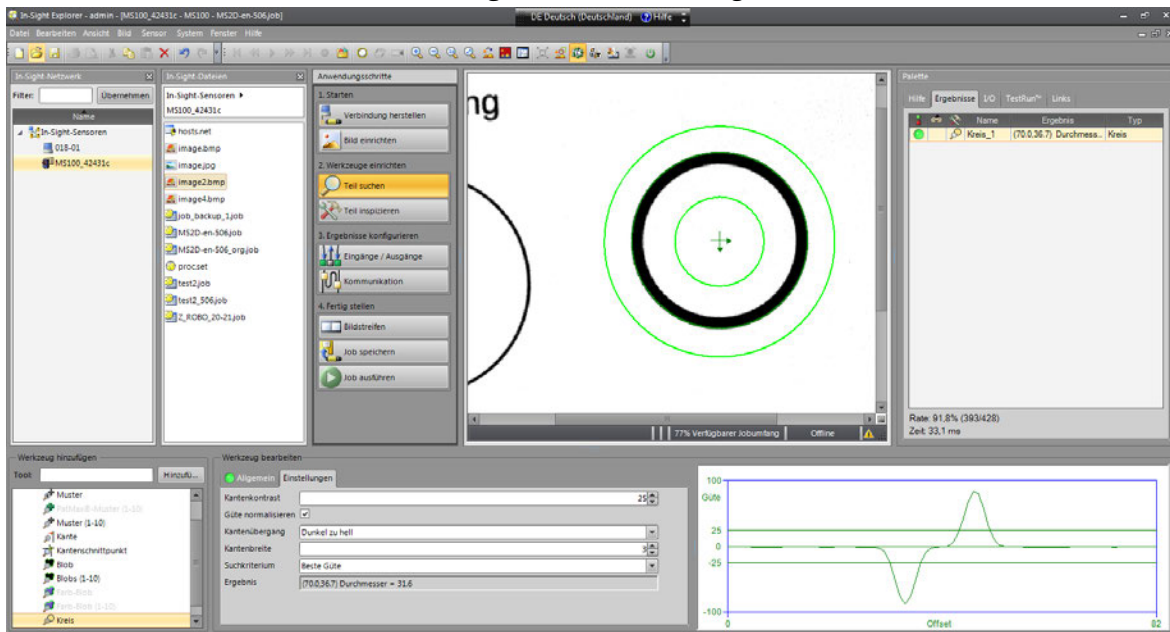 In-Sight Explorer - admin - [MS100_42431c - MS100 - MS2D-en-506.job]
DE Deutsch (Deutschland) Hilfe
Datei Bearbeiten Ansicht Bild Sensor System Fenster Hilfe
In-Sight-Netzwerk
Filter: Übernehmen
Name
In-Sight-Sensoren
018-01
MS100_42431c
In-Sight-Dateien
In-Sight-Sensoren
MS100_42431c
hosts.net
image.bmp
image.jpg
image2.bmp
image4.bmp
job_backup_1.job
MS2D-en-506.job
MS2D-en-506_org.job
proc.set
test2.job
test2_506.job
Z_ROBO_20-21.job
Anwendungsschritte
1. Starten
Verbindung herstellen
Bild einrichten
2. Werkzeuge einrichten
Teil suchen
Teil inspizieren
3. Ergebnisse konfigurieren
Eingänge / Ausgänge
Kommunikation
4. Fertig stellen
Bildstreifen
Job speichern
Job ausführen
ng
77% Verfügbarer Jobumfang Offline
Palette
Hilfe Ergebnisse I/O TestRun™ Links
Name Ergebnis Typ
Kreis_1 (70.0,36.7) Durchmess... Kreis
Rate: 91,8% (393/428)
Zeit: 33,1 ms
Werkzeug hinzufügen
Tool: Hinzufü...
Muster
PatMax®-Muster (1-10)
Muster (1-10)
Kante
Kantenschnittpunkt
Blob
Blobs (1-10)
Farb-Blob
Farb-Blob (1-10)
Kreis
Werkzeug bearbeiten
Allgemein Einstellungen
Kantenkontrast 25
Güte normalisieren
Kantenübergang Dunkel zu hell
Kantenbreite 3
Suchkriterium Beste Güte
Ergebnis (70.0,36.7) Durchmesser = 31.6
100
Güte
25
0
-25
-100
0 Offset 82